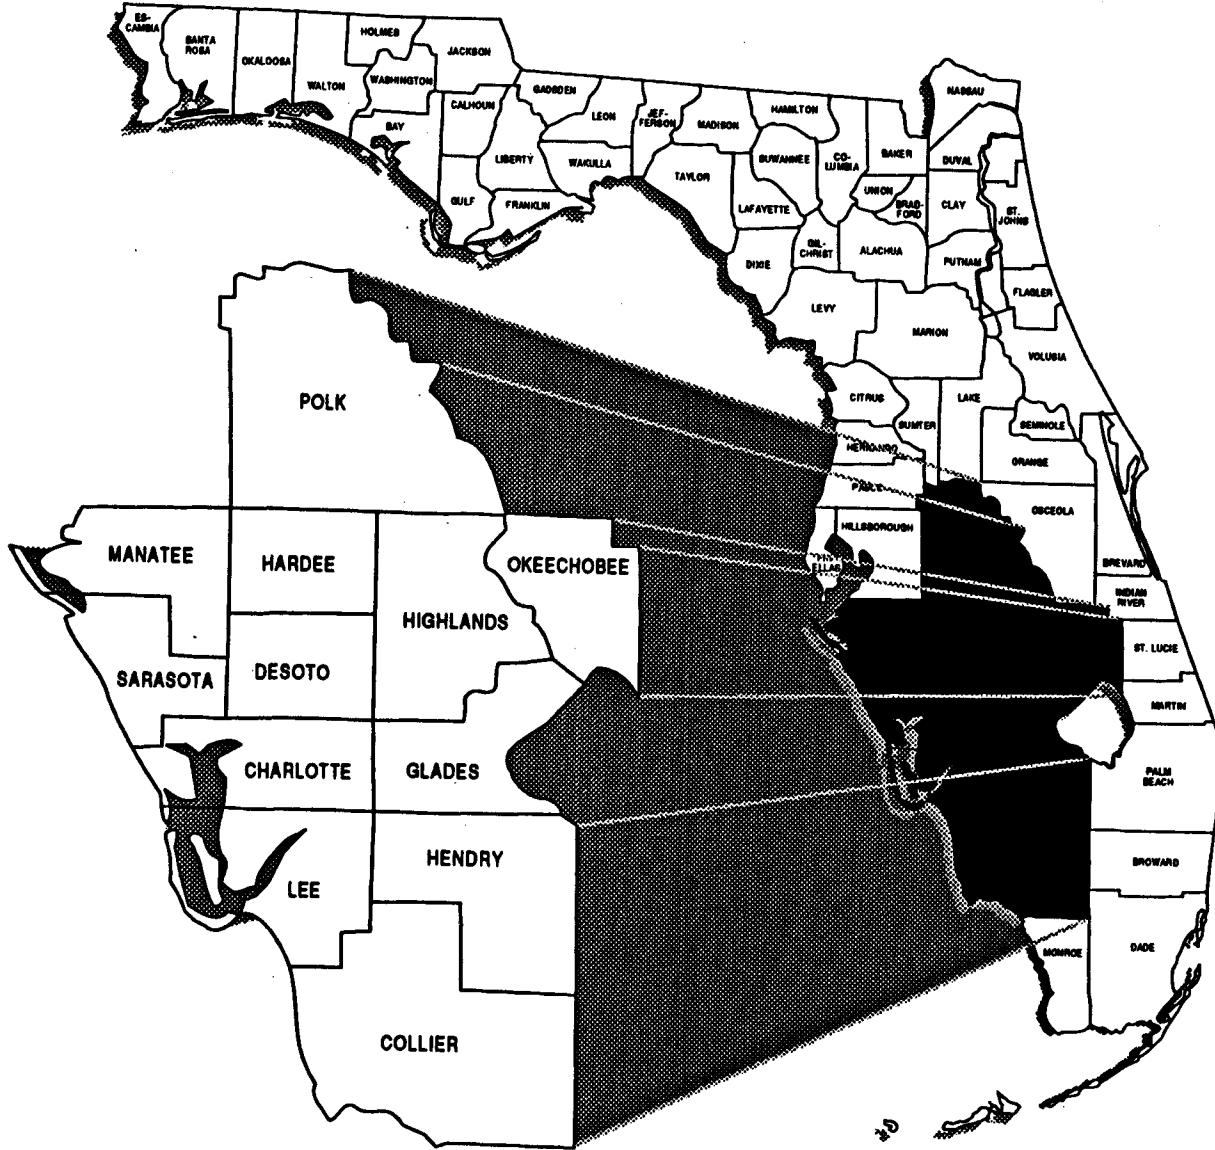 ES-
CAMBIA
SANTA
ROSA
OKALOOSA
WALTON
HOLMES
WASHINGTON
JACKSON
BAY
CALHOUN
GULF
GADSDEN
LIBERTY
FRANKLIN
LEON
WAKULLA
JEF-
FERSON
MADISON
TAYLOR
HAMILTON
SUWANNEE
LAFAYETTE
DIXIE
CO-
LUMBIA
GIL-
CHRIST
BAKER
UNION
BRAD-
FORD
ALACHUA
LEVY
NASSAU
DUVAL
CLAY
ST.
JOHNS
PUTNAM
FLAGLER
MARION
VOLUSIA
CITRUS
SUMTER
LAKE
SEMINOLE
ORANGE
HERNANDO
PASCO
HILLSBOROUGH
OSCEOLA
BREVARD
INDIAN
RIVER
ST. LUCIE
MARTIN
PALM
BEACH
BROWARD
DADE
MONROE
POLK
MANATEE
HARDEE
HIGHLANDS
OKEECHOBEE
SARASOTA
DESOTO
CHARLOTTE
GLADES
LEE
HENDRY
COLLIER